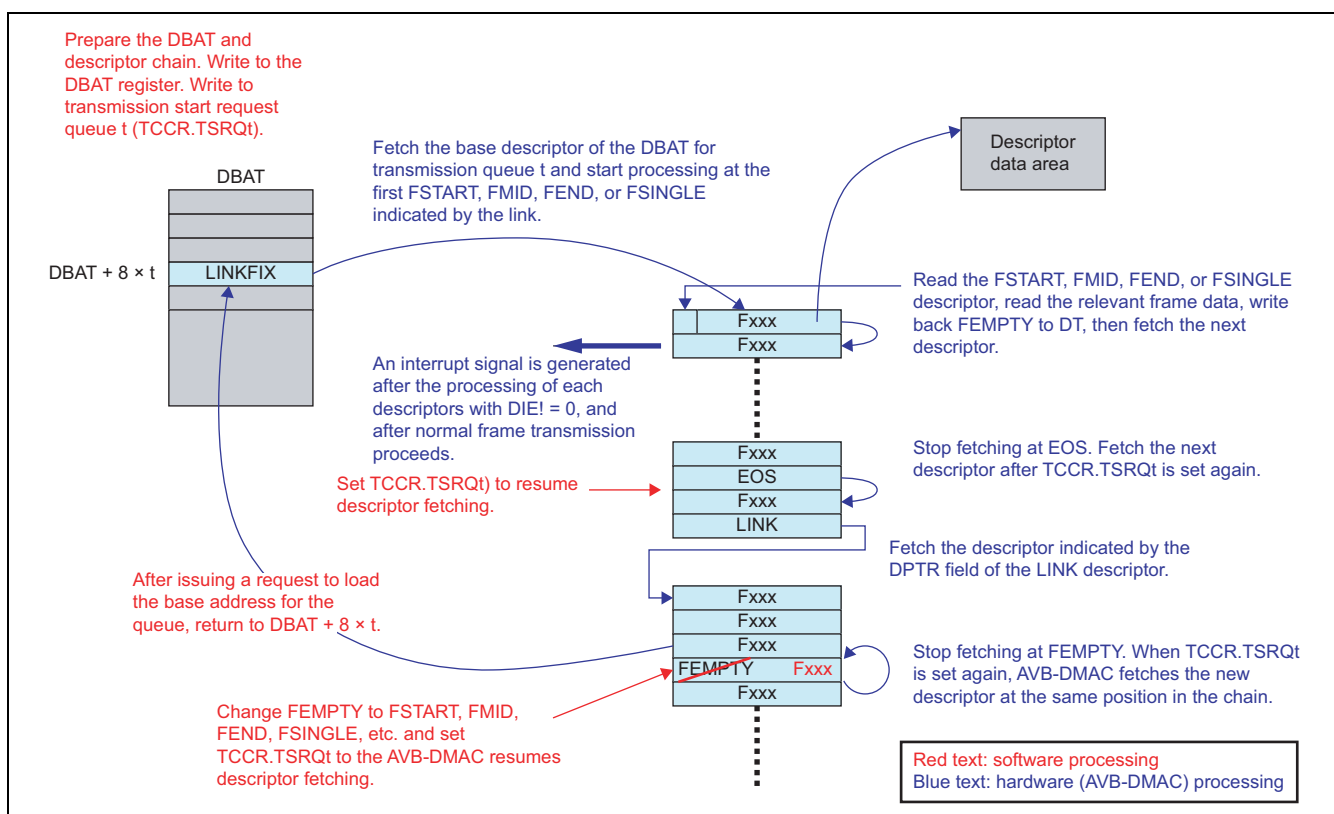 Prepare the DBAT and
descriptor chain. Write to the
DBAT register. Write to
transmission start request
queue t (TCCR.TSRQt).
DBAT
DBAT + 8 × t
LINKFIX
Fetch the base descriptor of the DBAT for
transmission queue t and start processing at the
first FSTART, FMID, FEND, or FSINGLE
indicated by the link.
Descriptor
data area
Read the FSTART, FMID, FEND, or FSINGLE
descriptor, read the relevant frame data, write
back FEMPTY to DT, then fetch the next
descriptor.
Fxxx
Fxxx
An interrupt signal is generated
after the processing of each
descriptors with DIE! = 0, and
after normal frame transmission
proceeds.
Fxxx
EOS
Fxxx
LINK
Stop fetching at EOS. Fetch the next
descriptor after TCCR.TSRQt is set again.
Set TCCR.TSRQt) to resume
descriptor fetching.
Fetch the descriptor indicated by the
DPTR field of the LINK descriptor.
After issuing a request to load
the base address for the
queue, return to DBAT + 8 × t.
Fxxx
Fxxx
Fxxx
FEMPTY Fxxx
Fxxx
Stop fetching at FEMPTY. When TCCR.TSRQt
is set again, AVB-DMAC fetches the new
descriptor at the same position in the chain.
Change FEMPTY to FSTART, FMID,
FEND, FSINGLE, etc. and set
TCCR.TSRQt to the AVB-DMAC resumes
descriptor fetching.
Red text: software processing
Blue text: hardware (AVB-DMAC) processing